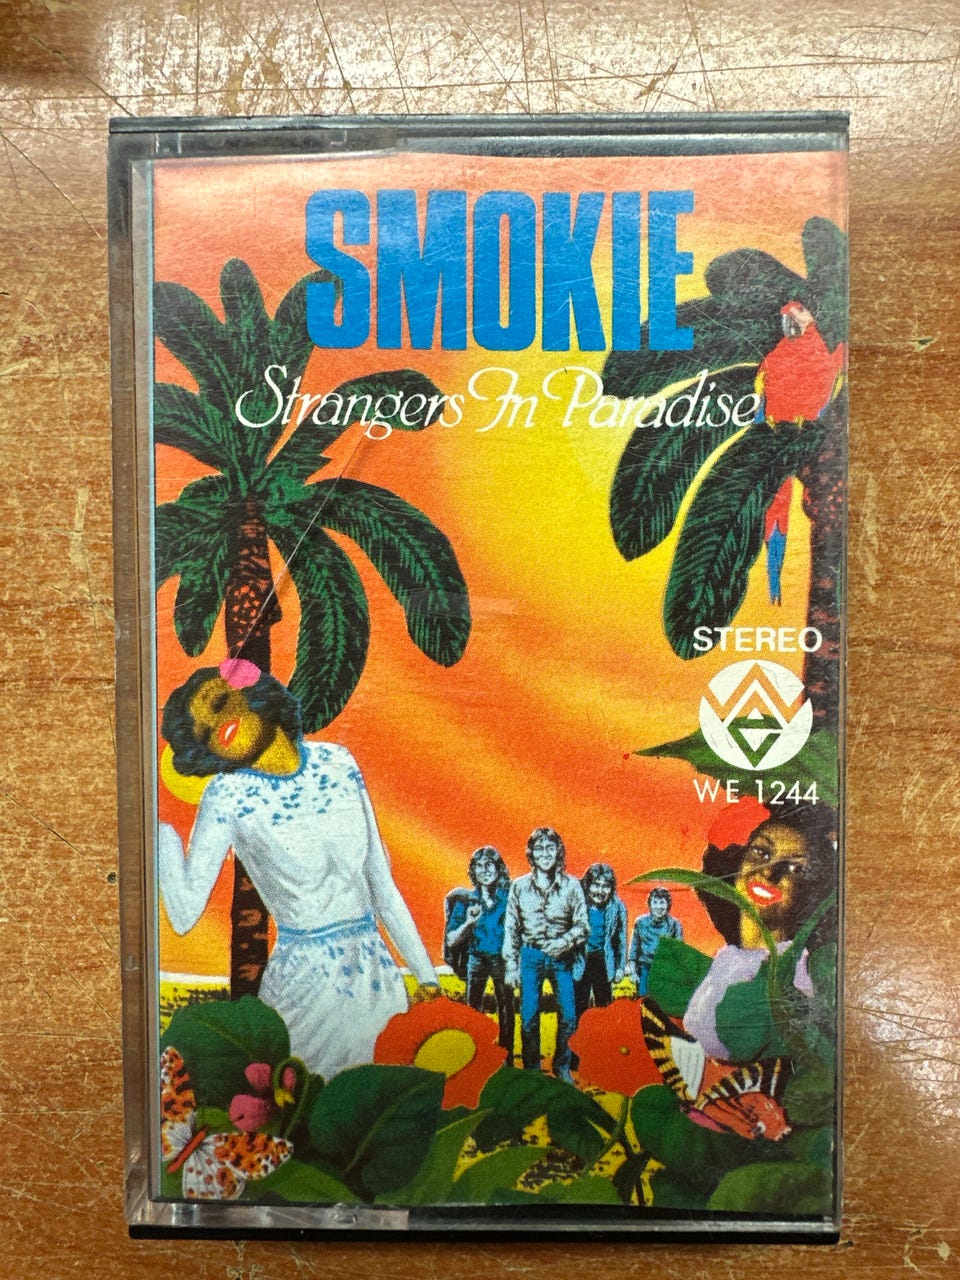 SMOKIE
Strangers In Paradise
STEREO
WE 1244